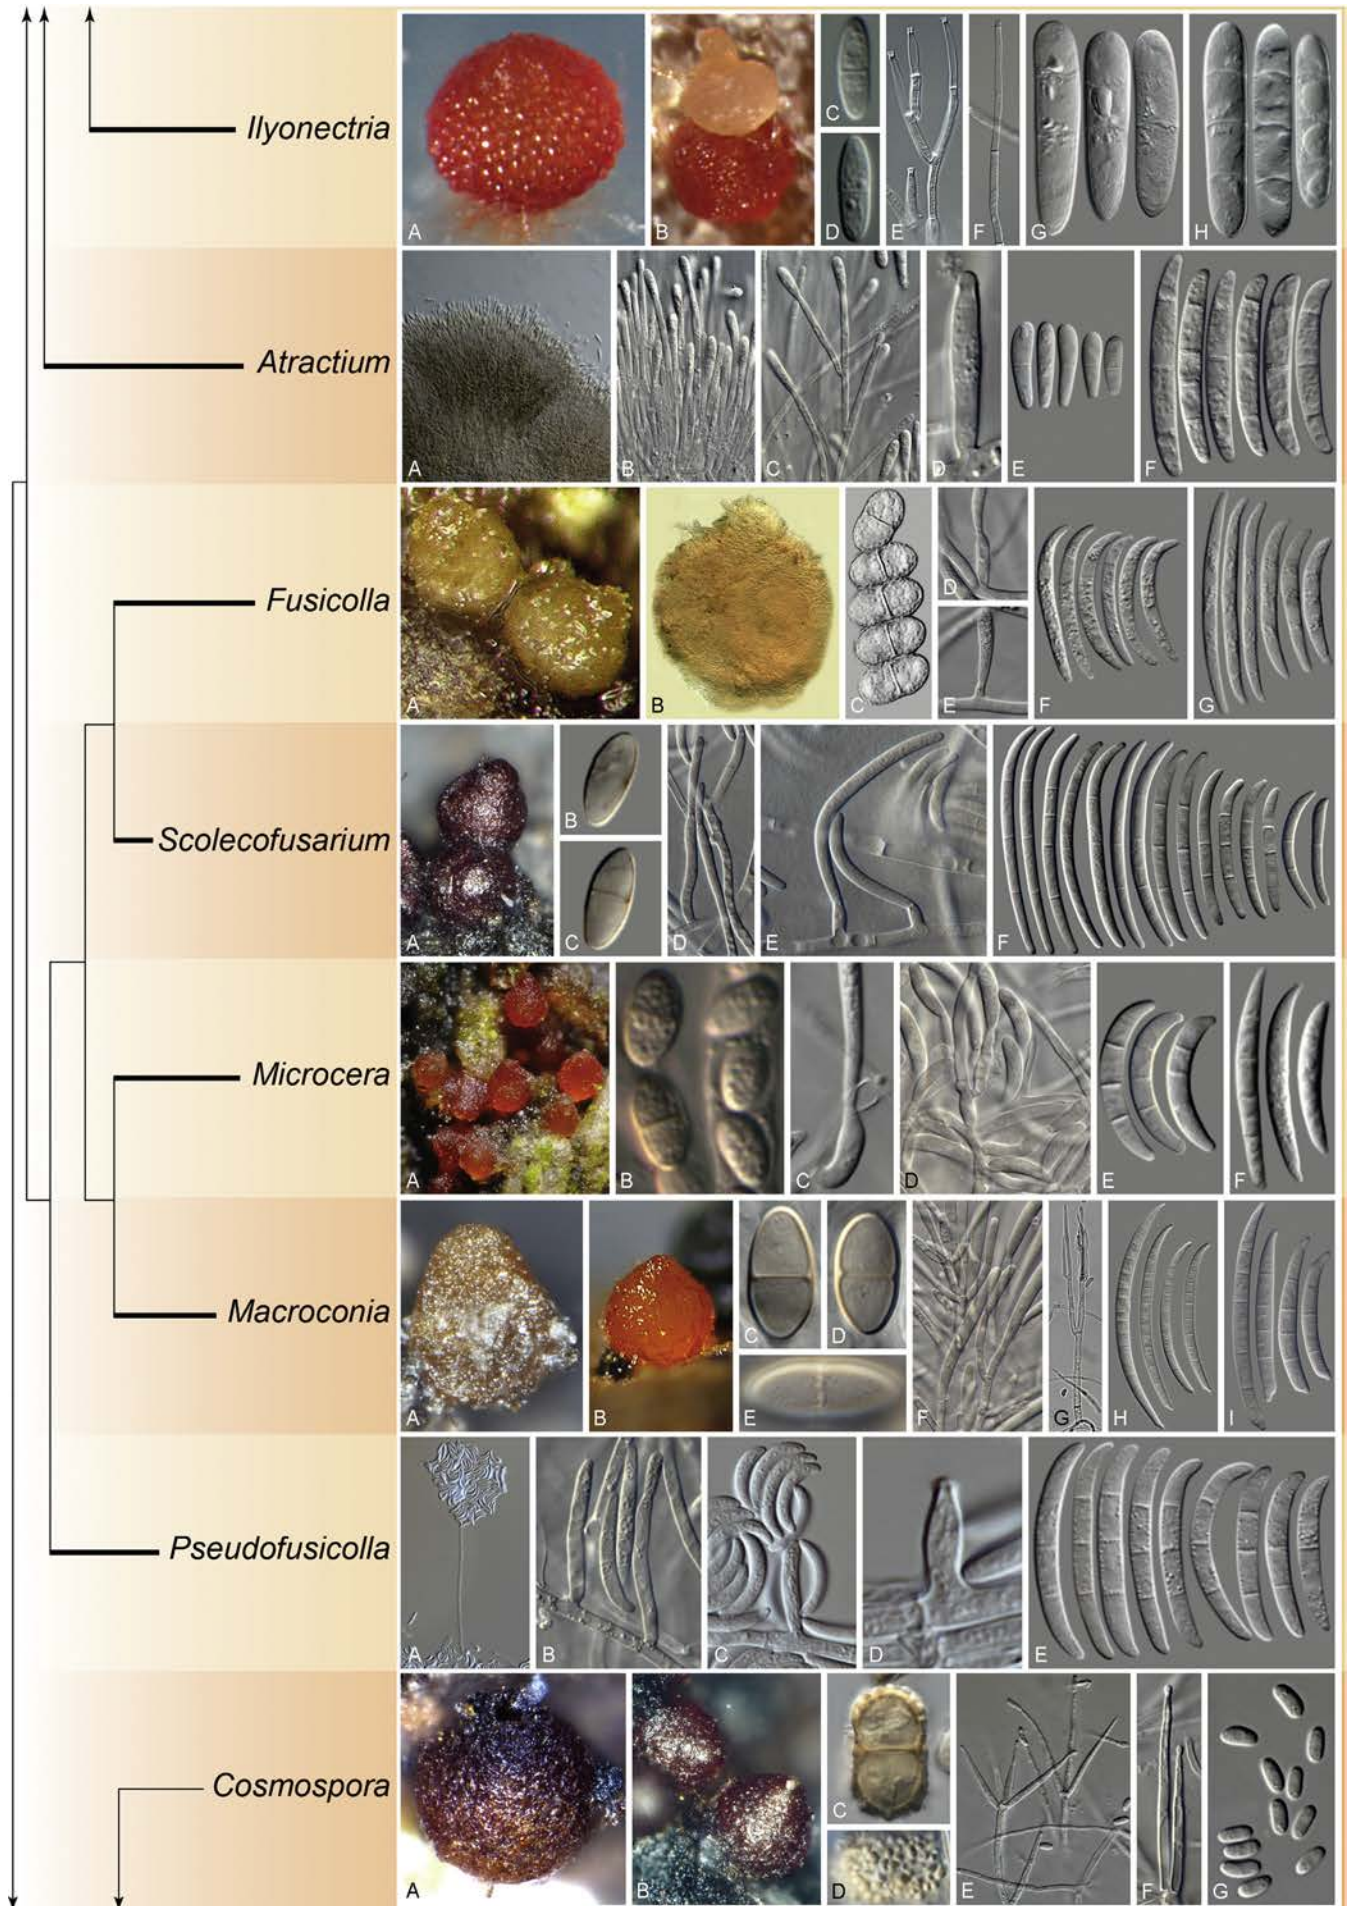 Ilyonectria
A B C D E F G H
Atractium
A B C D E F
Fusicolla
A B C D E F G
Scolecofusarium
A B C D E F
Microcera
A B C D E F
Macroconia
A B C D E F G H I
Pseudofusicolla
A B C D E
Cosmospora
A B C D E F G